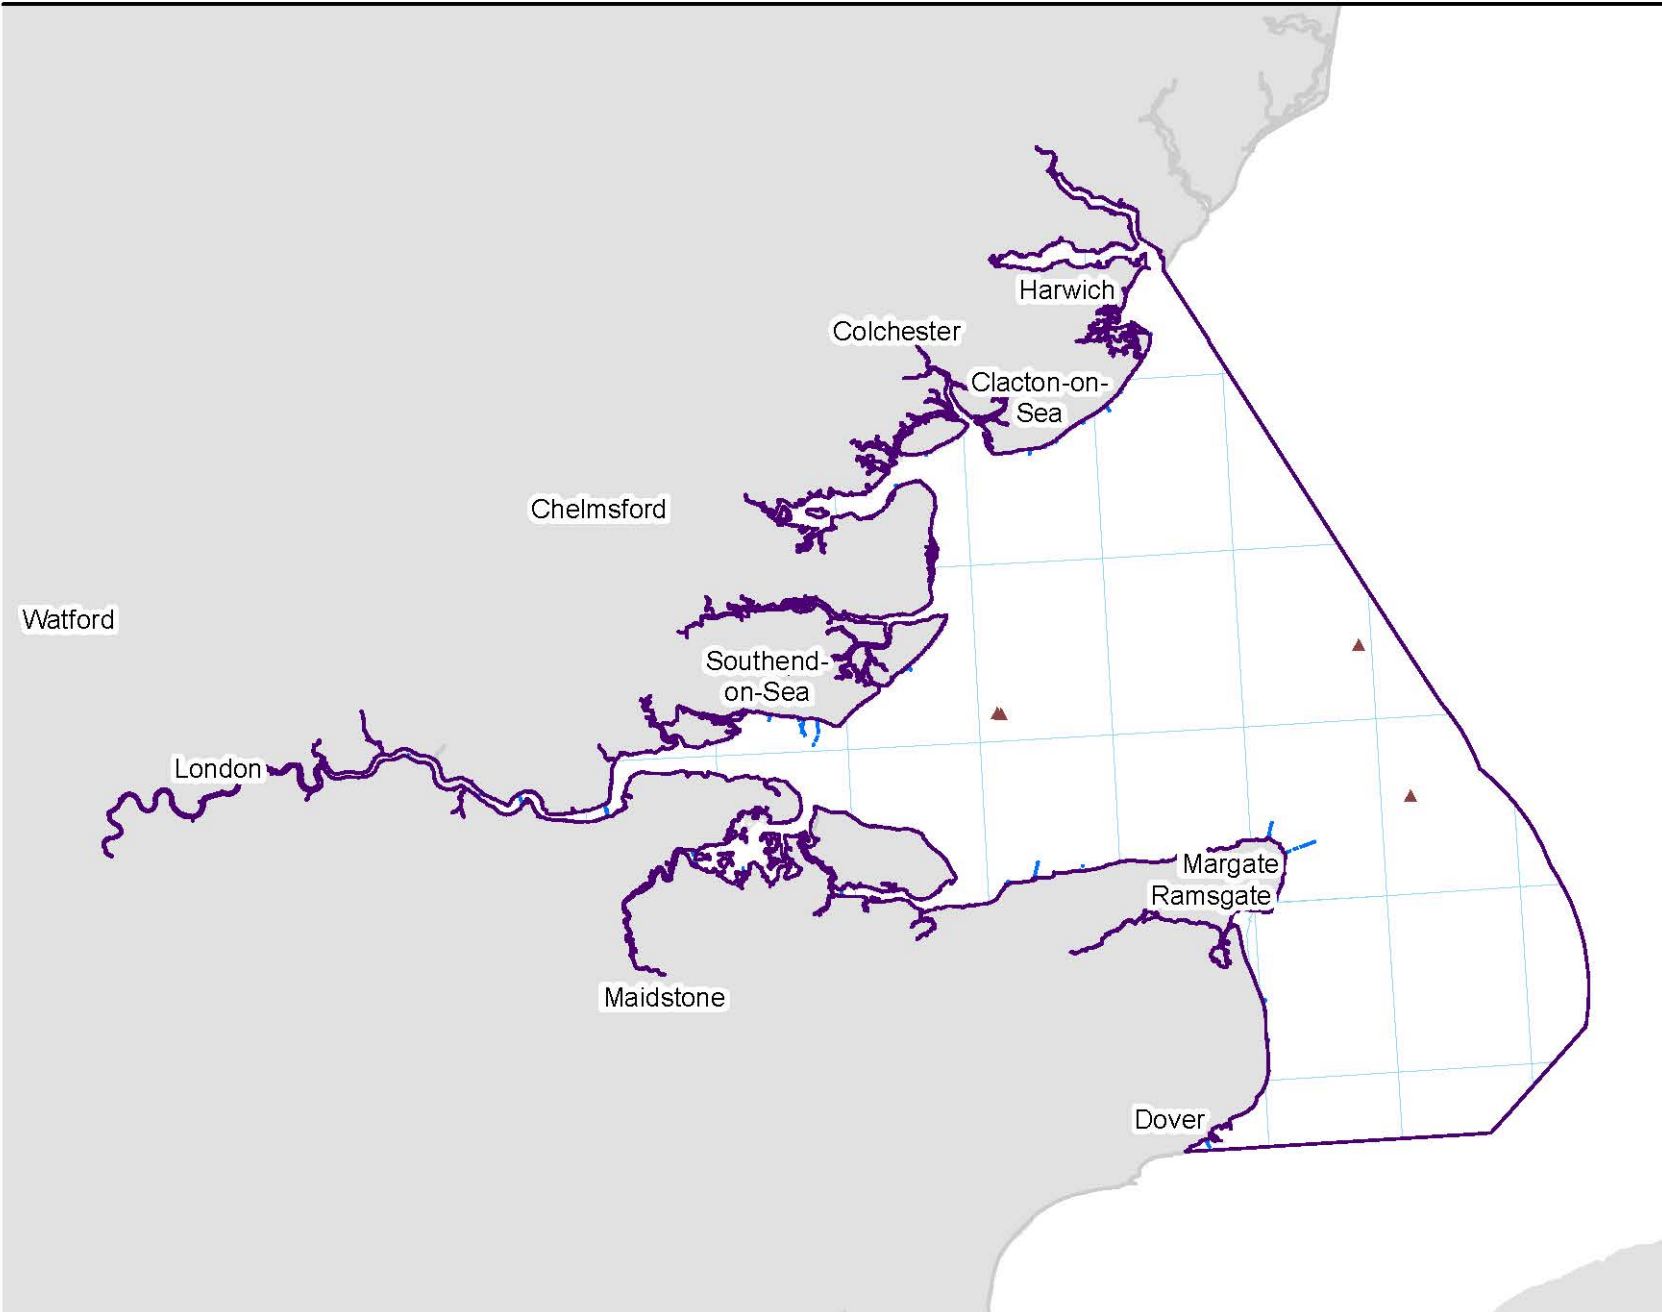 Harwich
Colchester
Clacton-on-
Sea
Chelmsford
Watford
Southend-
on-Sea
London
Margate
Ramsgate
Maidstone
Dover